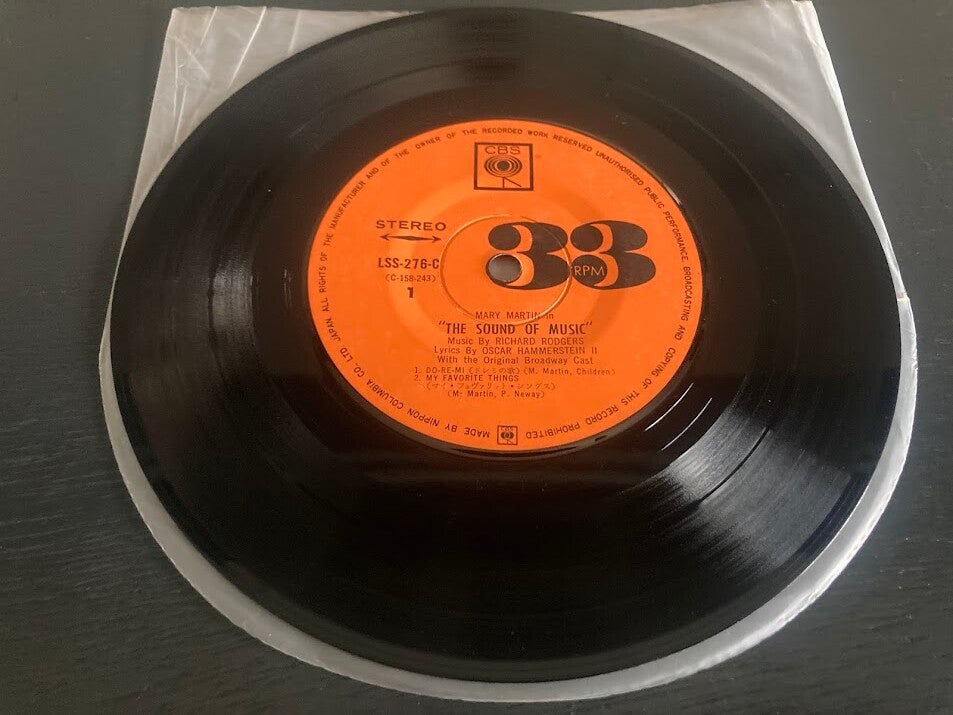 CBS
STEREO
33
RPM
LSS-276-C
(C-158-243)
1
MARY MARTIN in
"THE SOUND OF MUSIC"
Music By RICHARD RODGERS
Lyrics By OSCAR HAMMERSTEIN II
With the Original Broadway Cast
1. DO-RE-MI《ドレミの歌》(M. Martin, Children)
2. MY FAVORITE THINGS
《マイ・フェヴァリット・シングス》
(M. Martin, P. Neway)
CBS
MADE BY NIPPON COLUMBIA CO., LTD. JAPAN ALL RIGHTS OF THE MANUFACTURER AND OF THE OWNER OF THE RECORDED WORK RESERVED UNAUTHORISED PUBLIC PERFORMANCE, BROADCASTING AND COPYING OF THIS RECORD PROHIBITED